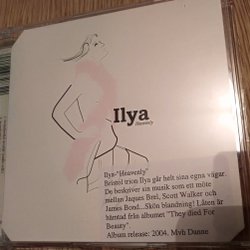 Ilya
Heavenly
Ilya-"Heavenly"
Bristol trion Ilya går helt sina egna vägar.
De beskriver sin musik som ett möte
mellan Jaques Brel, Scott Walker och
James Bond....Skön blandning! Låten är
hämtad från albumet "They died For
Beauty".
Album release: 2004. Mvh Danne